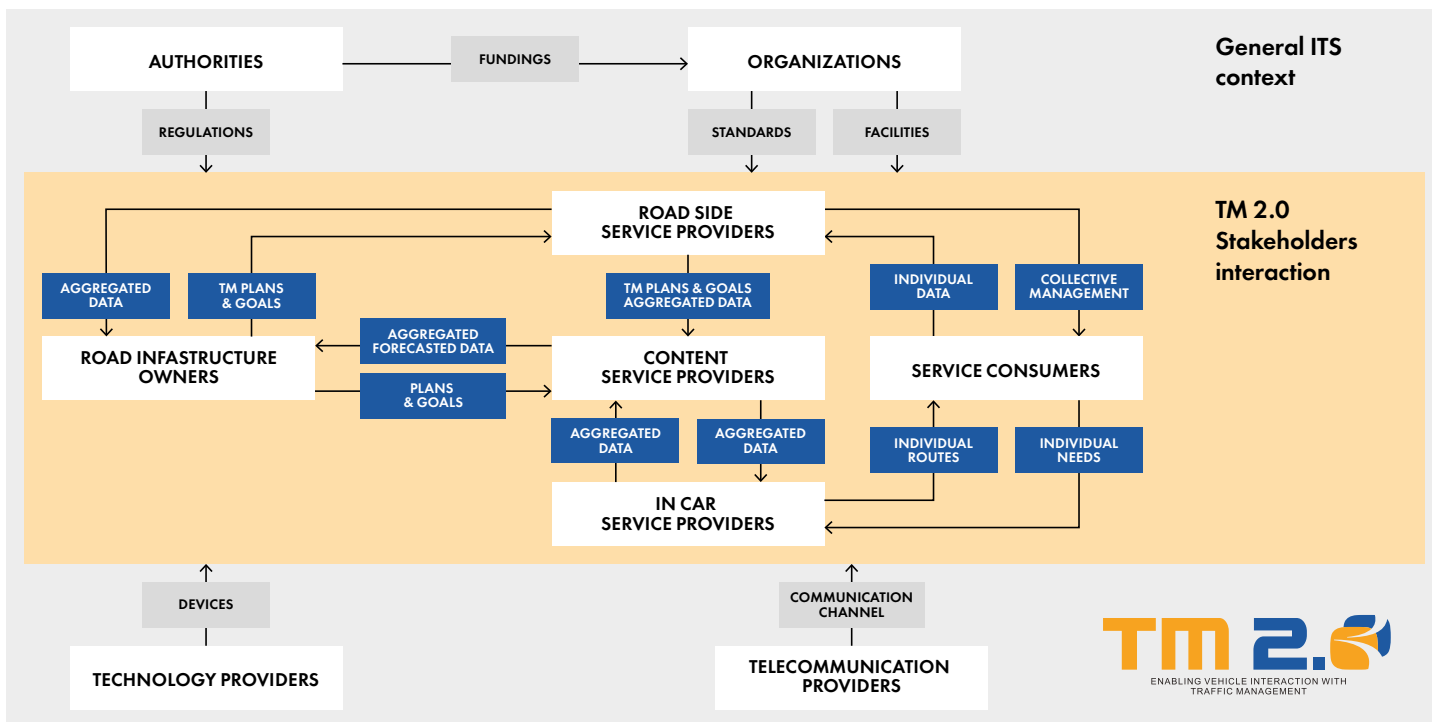 AUTHORITIES
FUNDINGS
ORGANIZATIONS
General ITS
context
REGULATIONS
STANDARDS
FACILITIES
ROAD SIDE
SERVICE PROVIDERS
TM 2.0
Stakeholders
interaction
AGGREGATED
DATA
TM PLANS
& GOALS
TM PLANS & GOALS
AGGREGATED DATA
INDIVIDUAL
DATA
COLLECTIVE
MANAGEMENT
ROAD INFASTRUCTURE
OWNERS
AGGREGATED
FORECASTED DATA
PLANS
& GOALS
CONTENT
SERVICE PROVIDERS
SERVICE CONSUMERS
AGGREGATED
DATA
AGGREGATED
DATA
INDIVIDUAL
ROUTES
INDIVIDUAL
NEEDS
IN CAR
SERVICE PROVIDERS
DEVICES
COMMUNICATION
CHANNEL
TECHNOLOGY PROVIDERS
TELECOMMUNICATION
PROVIDERS
TM 2.0
ENABLING VEHICLE INTERACTION WITH
TRAFFIC MANAGEMENT